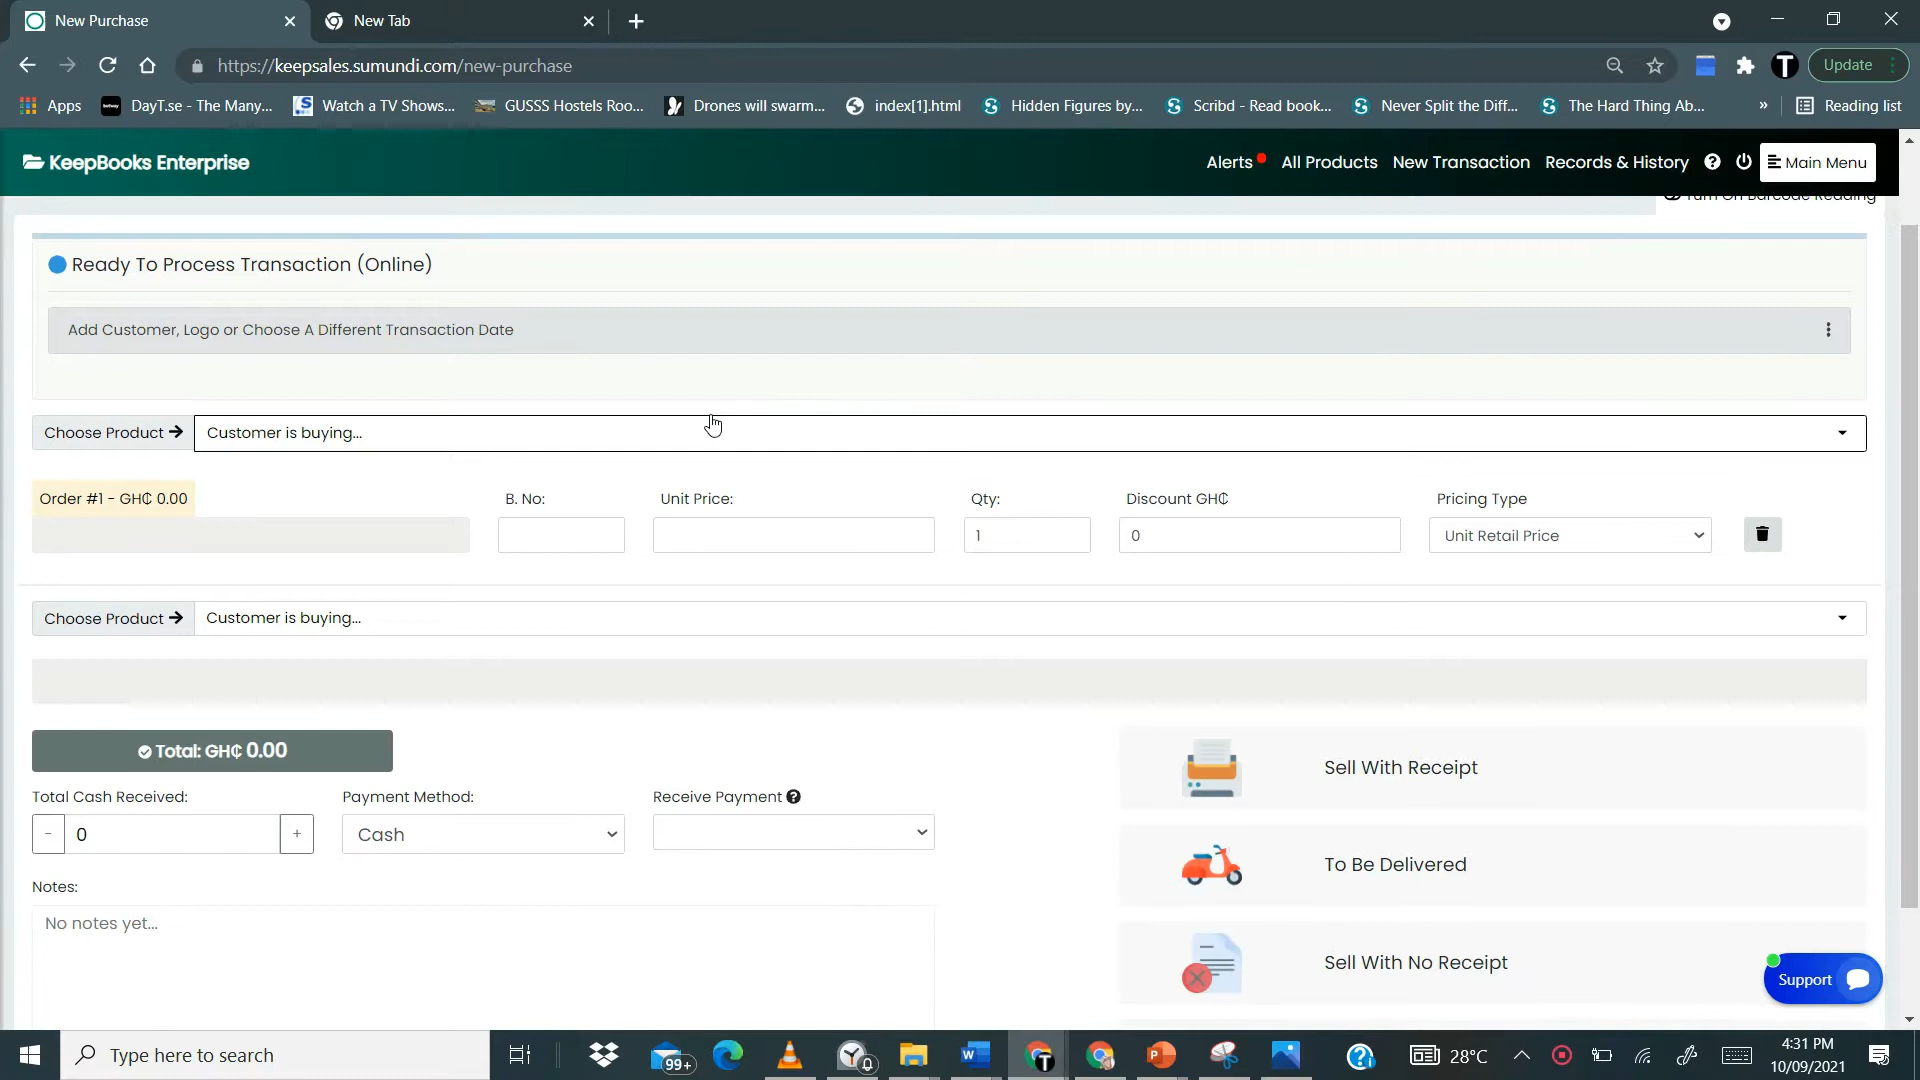 New Purchase
New Tab
https://keepsales.sumundi.com/new-purchase
Update
Apps
DayT.se - The Many...
Watch a TV Shows...
GUSSS Hostels Roo...
Drones will swarm...
index[1].html
Hidden Figures by...
Scribd - Read book...
Never Split the Diff...
The Hard Thing Ab...
»
Reading list
KeepBooks Enterprise
Alerts
All Products
New Transaction
Records & History
Main Menu
Turn On Barcode Reading
Ready To Process Transaction (Online)
Add Customer, Logo or Choose A Different Transaction Date
Choose Product
Customer is buying...
Order #1 - GH₵ 0.00
B. No:
Unit Price:
Qty:
Discount GH₵
Pricing Type
1
0
Unit Retail Price
Choose Product
Customer is buying...
Total: GH₵ 0.00
Sell With Receipt
Total Cash Received:
Payment Method:
Receive Payment
- 0 +
Cash
To Be Delivered
Notes:
No notes yet...
Sell With No Receipt
Support
Type here to search
99+
28°C
4:31 PM
10/09/2021